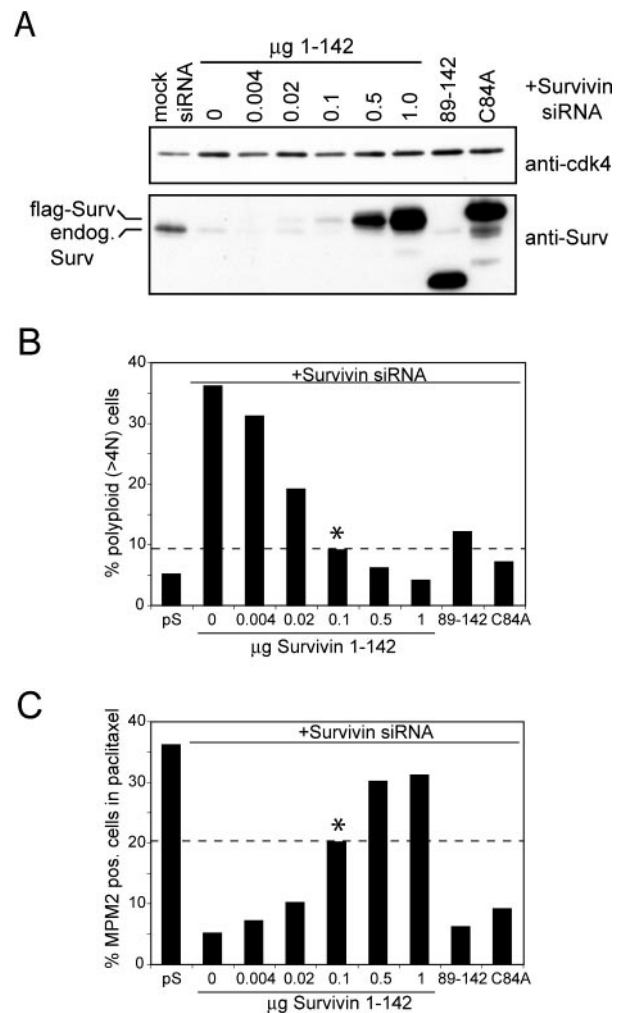 A
μg 1-142
mock
siRNA
0
0.004
0.02
0.1
0.5
1.0
89-142
C84A
+Survivin
siRNA
anti-cdk4
flag-Surv
endog.
Surv
anti-Surv
B
40
30
20
10
0
% polyploid (>4N) cells
+Survivin siRNA
*
pS 0 0.004 0.02 0.1 0.5 1 89-142 C84A
μg Survivin 1-142
C
40
30
20
10
0
% MPM2 pos. cells in paclitaxel
+Survivin siRNA
*
pS 0 0.004 0.02 0.1 0.5 1 89-142 C84A
μg Survivin 1-142